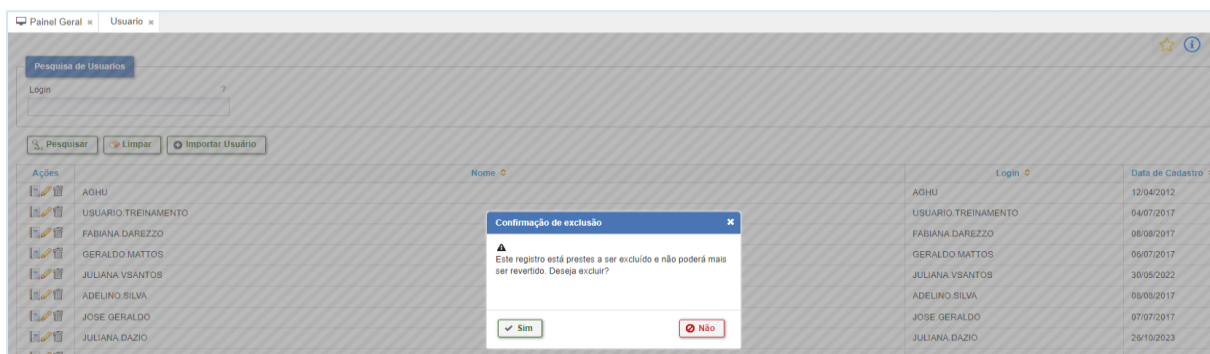 Painel Geral × Usuario ×
Pesquisa de Usuarios
Login ?
Pesquisar Limpar Importar Usuário
Ações Nome Login Data de Cadastro
AGHU AGHU 12/04/2012
USUARIO.TREINAMENTO USUARIO.TREINAMENTO 04/07/2017
FABIANA.DAREZZO FABIANA.DAREZZO 08/08/2017
GERALDO.MATTOS GERALDO.MATTOS 06/07/2017
JULIANA.VSANTOS JULIANA.VSANTOS 30/05/2022
ADELINO.SILVA ADELINO.SILVA 08/08/2017
JOSE.GERALDO JOSE.GERALDO 07/07/2017
JULIANA.DAZIO JULIANA.DAZIO 26/10/2023
Confirmação de exclusão
Este registro está prestes a ser excluído e não poderá mais
ser revertido. Deseja excluir?
Sim Não